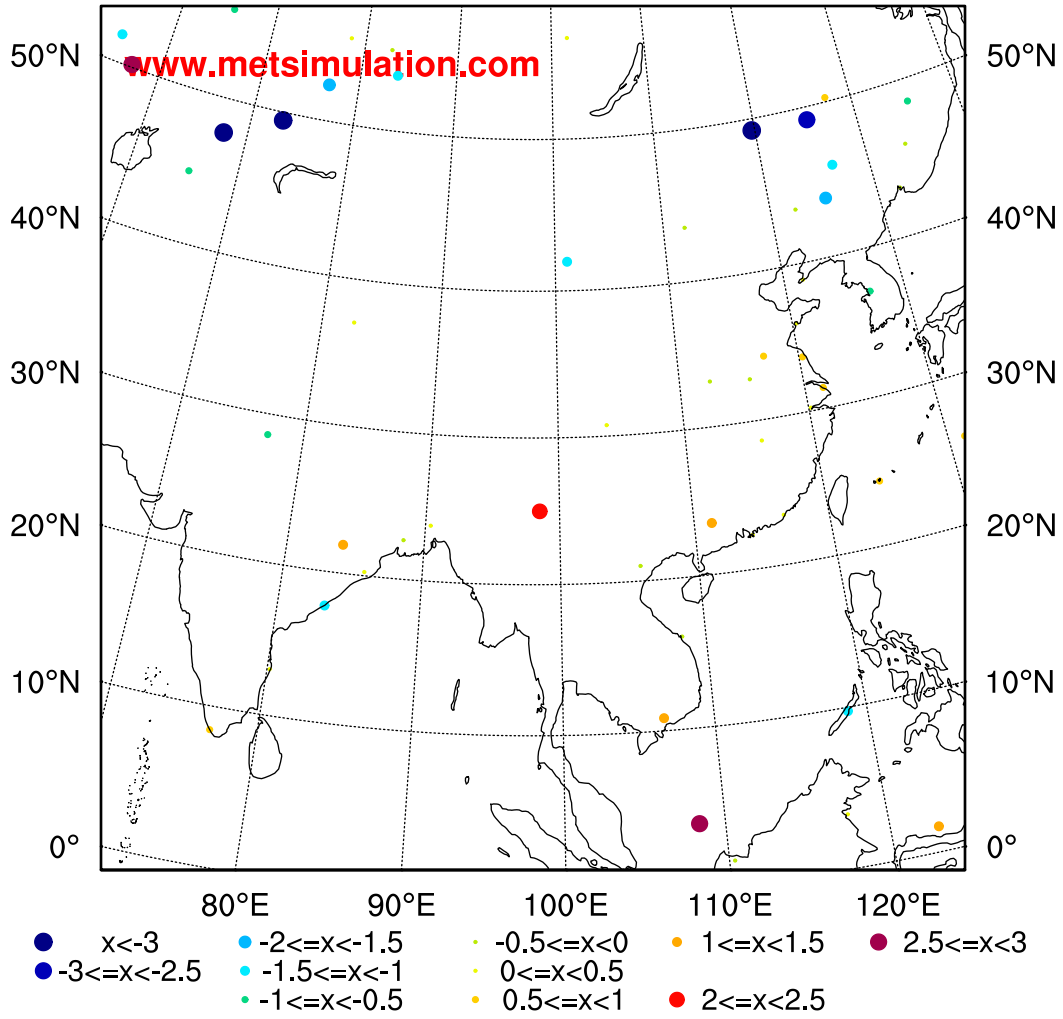 50°N 50°N
www.metsimulation.com
40°N 40°N
30°N 30°N
20°N 20°N
10°N 10°N
0° 0°
80°E 90°E 100°E 110°E 120°E
x<-3 -2<=x<-1.5 -0.5<=x<0 1<=x<1.5 2.5<=x<3
-3<=x<-2.5 -1.5<=x<-1 0<=x<0.5
-1<=x<-0.5 0.5<=x<1 2<=x<2.5